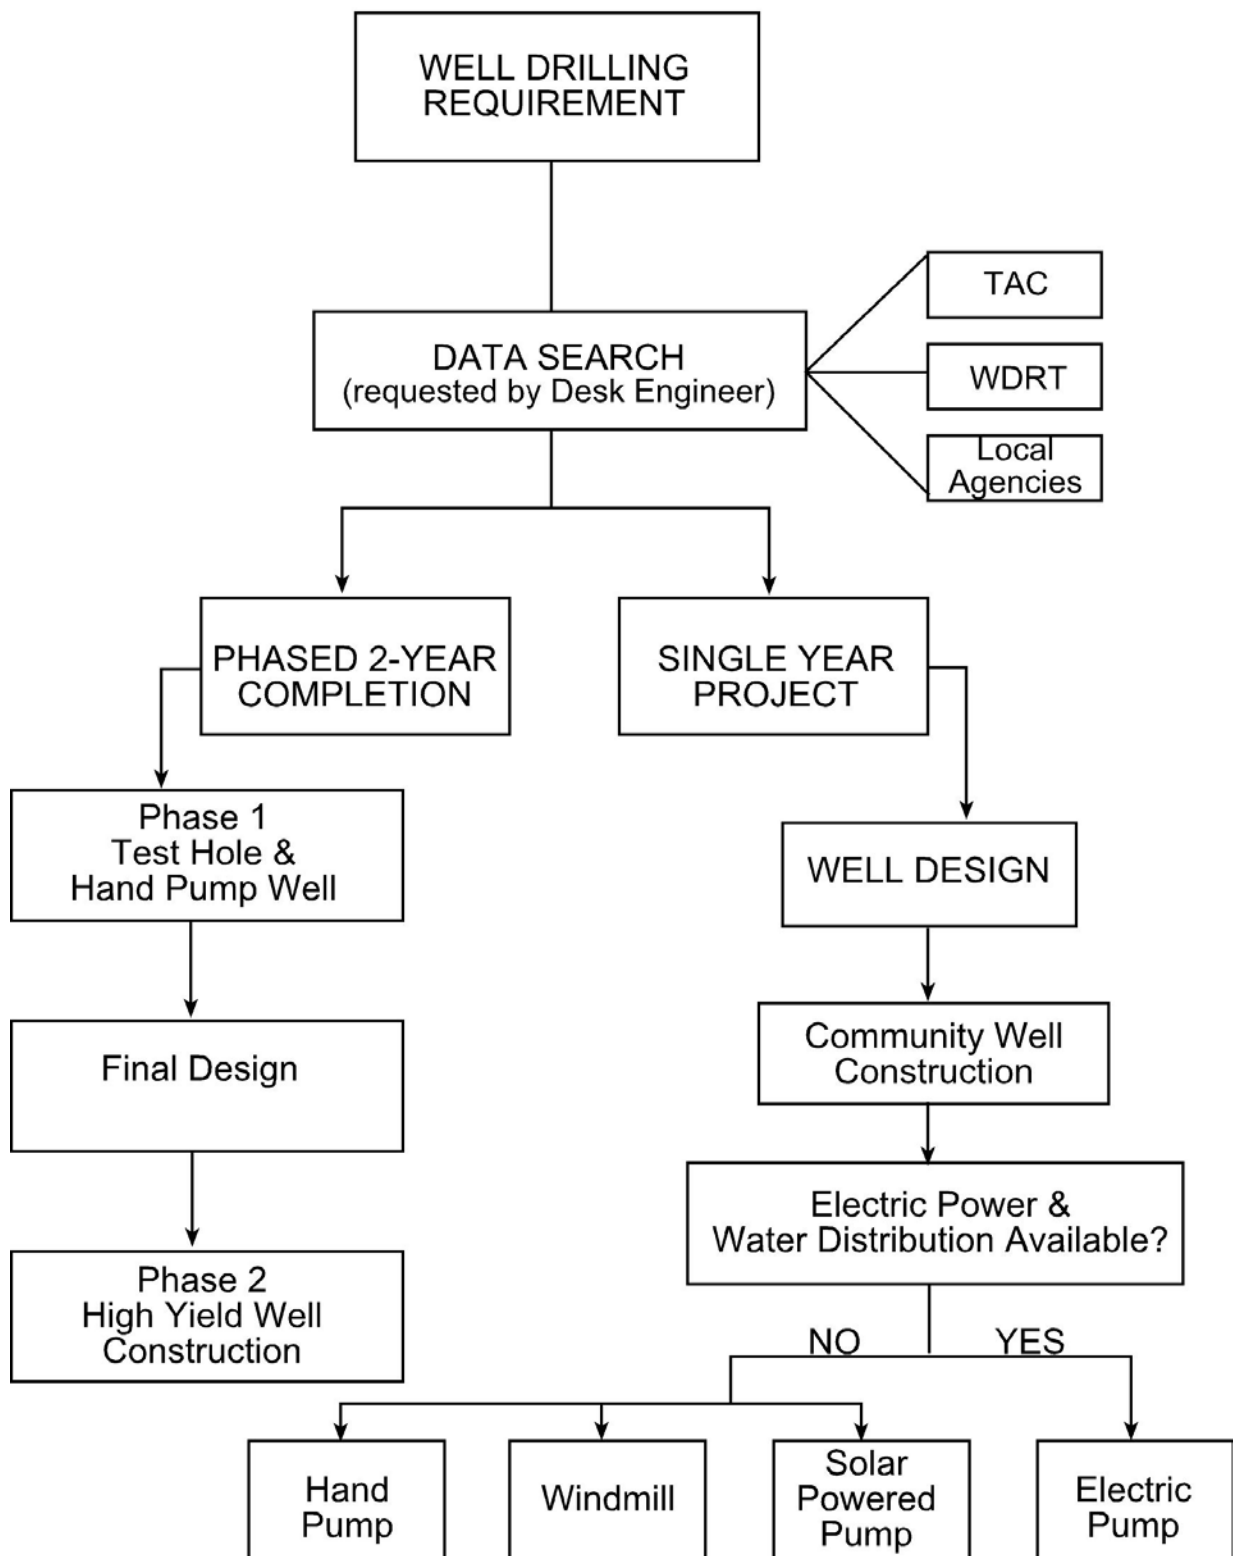 WELL DRILLING
REQUIREMENT
DATA SEARCH
(requested by Desk Engineer)
TAC
WDRT
Local
Agencies
PHASED 2-YEAR
COMPLETION
SINGLE YEAR
PROJECT
Phase 1
Test Hole &
Hand Pump Well
WELL DESIGN
Final Design
Community Well
Construction
Electric Power &
Water Distribution Available?
Phase 2
High Yield Well
Construction
NO
YES
Hand
Pump
Windmill
Solar
Powered
Pump
Electric
Pump